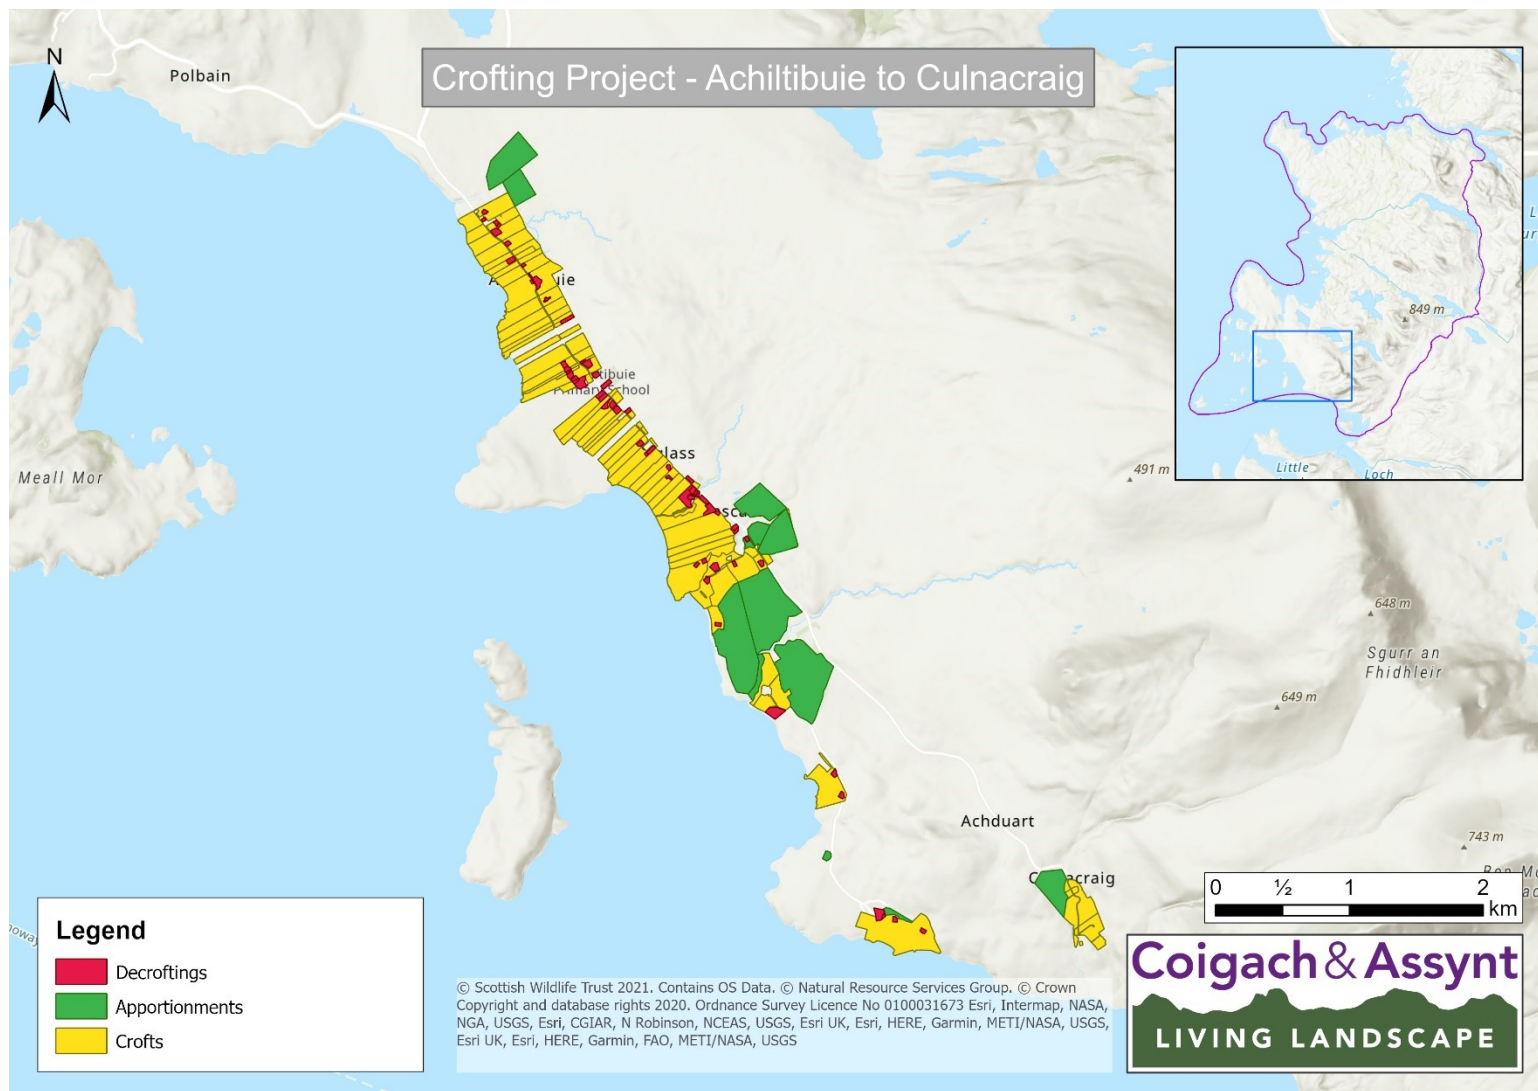 N
Polbain
Crofting Project - Achiltibuie to Culnacraig
849 m
Little
Loch
Primary School
Meall Mor
491 m
648 m
Sgurr an
Fhidhleir
649 m
Achduart
743 m
0 ½ 1 2
km
Legend
Decroftings
Apportionments
Crofts
© Scottish Wildlife Trust 2021. Contains OS Data. © Natural Resource Services Group. © Crown
Copyright and database rights 2020. Ordnance Survey Licence No 0100031673 Esri, Intermap, NASA,
NGA, USGS, Esri, CGIAR, N Robinson, NCEAS, USGS, Esri UK, Esri, HERE, Garmin, METI/NASA, USGS,
Esri UK, Esri, HERE, Garmin, FAO, METI/NASA, USGS
Coigach & Assynt
LIVING LANDSCAPE